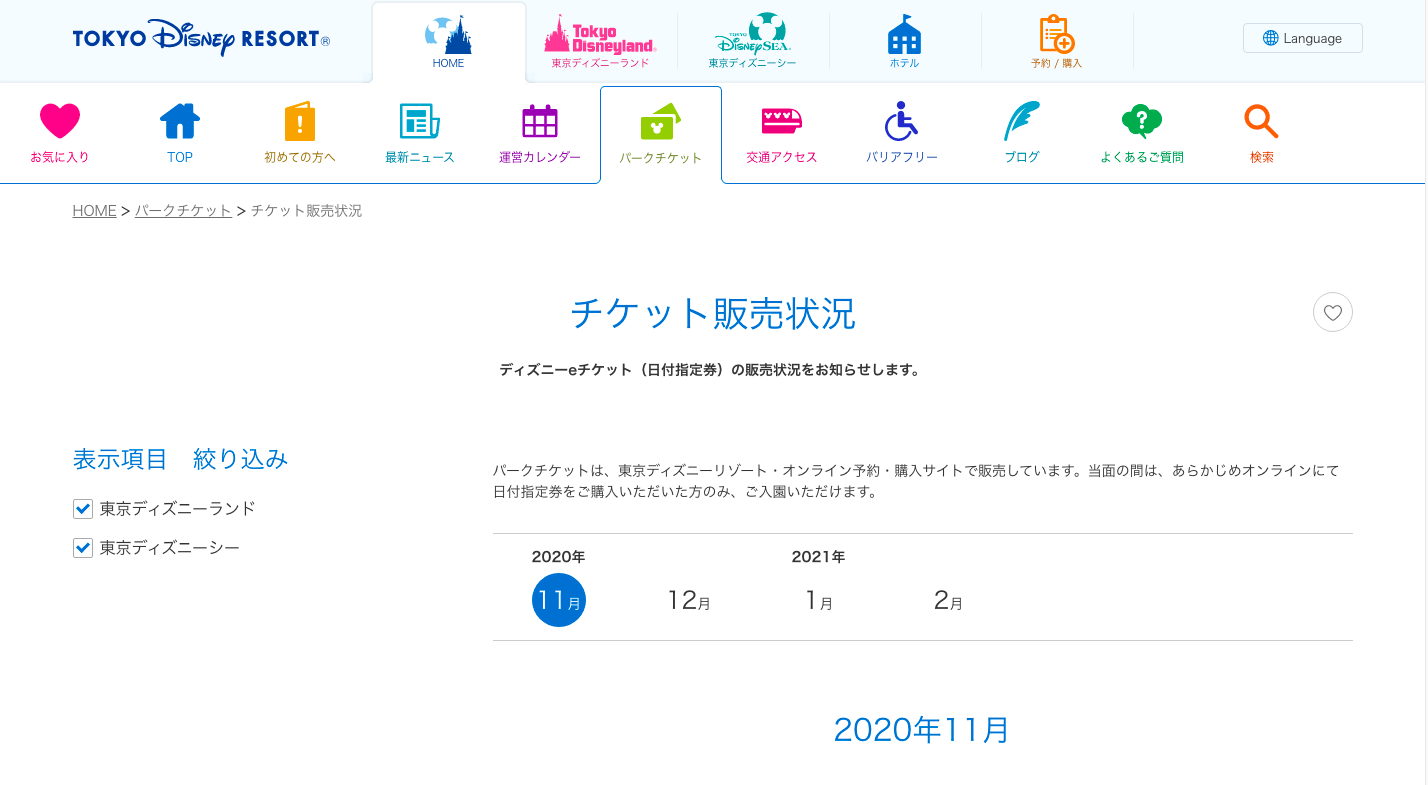 TOKYO Disney RESORT®
HOME
Tokyo Disneyland®
東京ディズニーランド
TOKYO DisneySEA®
東京ディズニーシー
ホテル
予約 / 購入
Language
お気に入り
TOP
初めての方へ
最新ニュース
運営カレンダー
パークチケット
交通アクセス
バリアフリー
ブログ
よくあるご質問
検索
HOME > パークチケット > チケット販売状況
チケット販売状況
ディズニーeチケット（日付指定券）の販売状況をお知らせします。
表示項目　絞り込み
東京ディズニーランド
東京ディズニーシー
パークチケットは、東京ディズニーリゾート・オンライン予約・購入サイトで販売しています。当面の間は、あらかじめオンラインにて
日付指定券をご購入いただいた方のみ、ご入園いただけます。
2020年
2021年
11月
12月
1月
2月
2020年11月